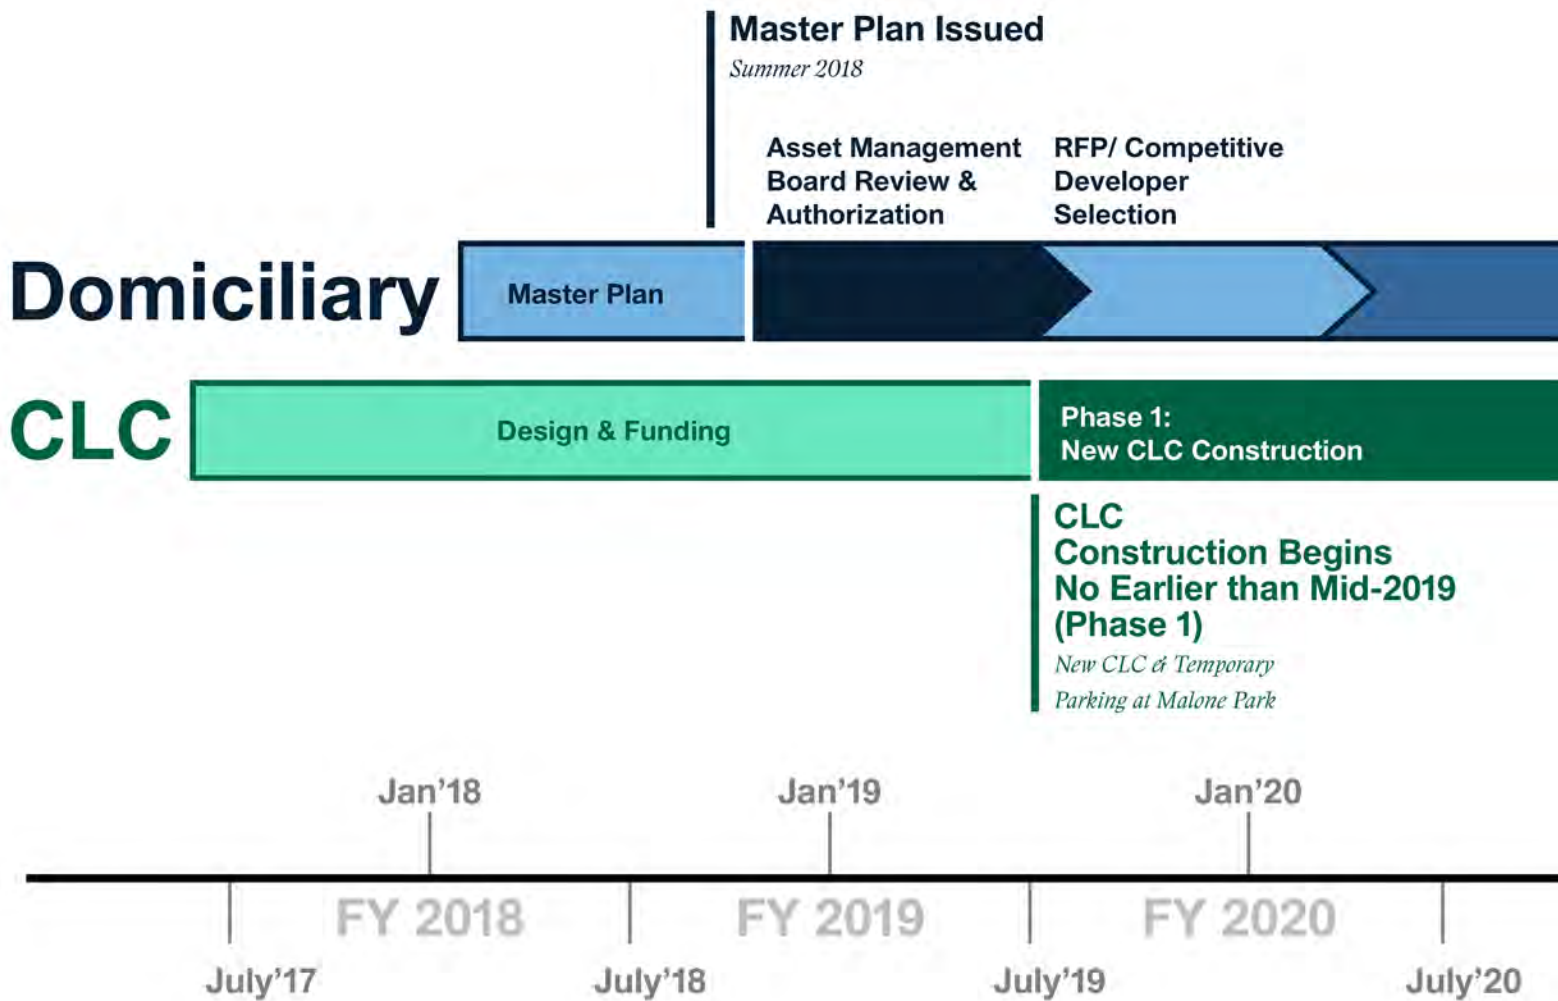 Master Plan Issued
Summer 2018
Asset Management
Board Review &
Authorization
RFP/ Competitive
Developer
Selection
Domiciliary
Master Plan
CLC
Design & Funding
Phase 1:
New CLC Construction
CLC
Construction Begins
No Earlier than Mid-2019
(Phase 1)
New CLC & Temporary
Parking at Malone Park
Jan'18
Jan'19
Jan'20
FY 2018
FY 2019
FY 2020
July'17
July'18
July'19
July'20